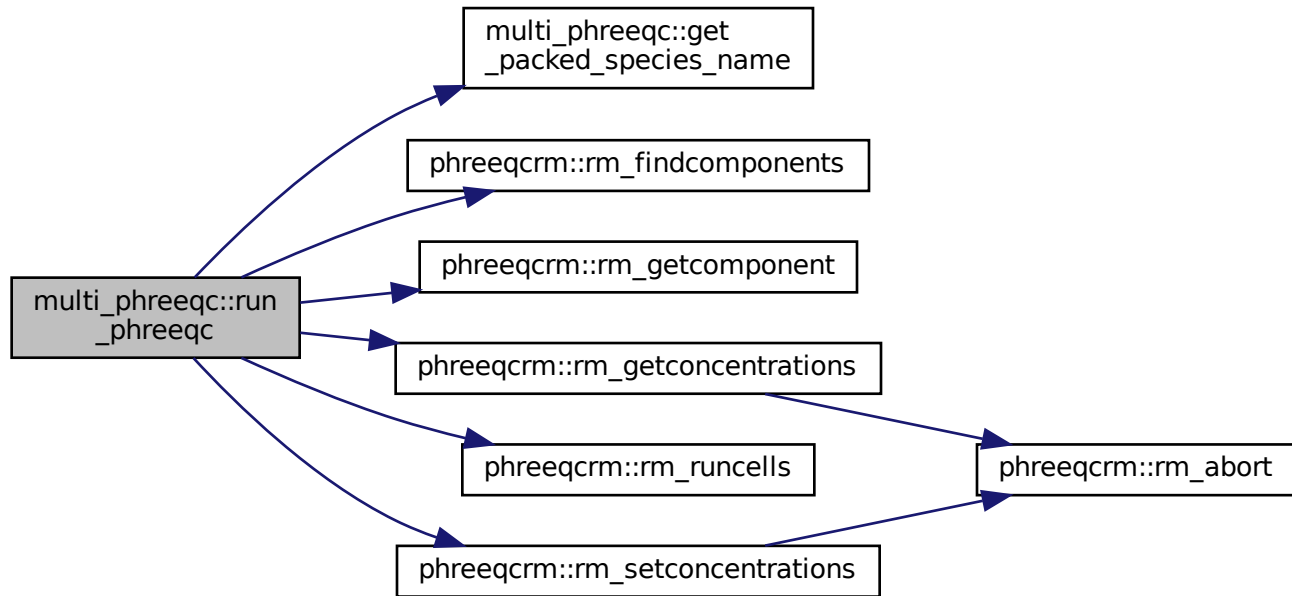 multi_phreeqc::get
_packed_species_name
phreeqcrm::rm_findcomponents
phreeqcrm::rm_getcomponent
multi_phreeqc::run
_phreeqc
phreeqcrm::rm_getconcentrations
phreeqcrm::rm_runcells
phreeqcrm::rm_abort
phreeqcrm::rm_setconcentrations